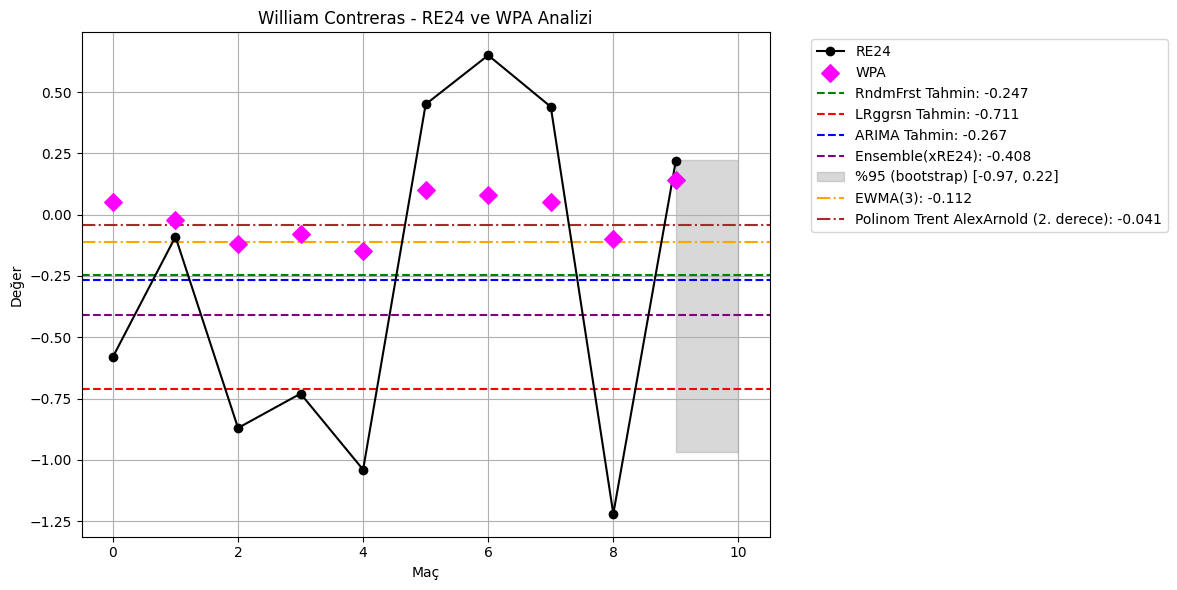 William Contreras - RE24 ve WPA Analizi
0.50
0.25
0.00
−0.25
−0.50
−0.75
−1.00
−1.25
Değer
0 2 4 6 8 10
Maç
RE24
WPA
RndmFrst Tahmin: -0.247
LRggrsn Tahmin: -0.711
ARIMA Tahmin: -0.267
Ensemble(xRE24): -0.408
%95 (bootstrap) [-0.97, 0.22]
EWMA(3): -0.112
Polinom Trent AlexArnold (2. derece): -0.041